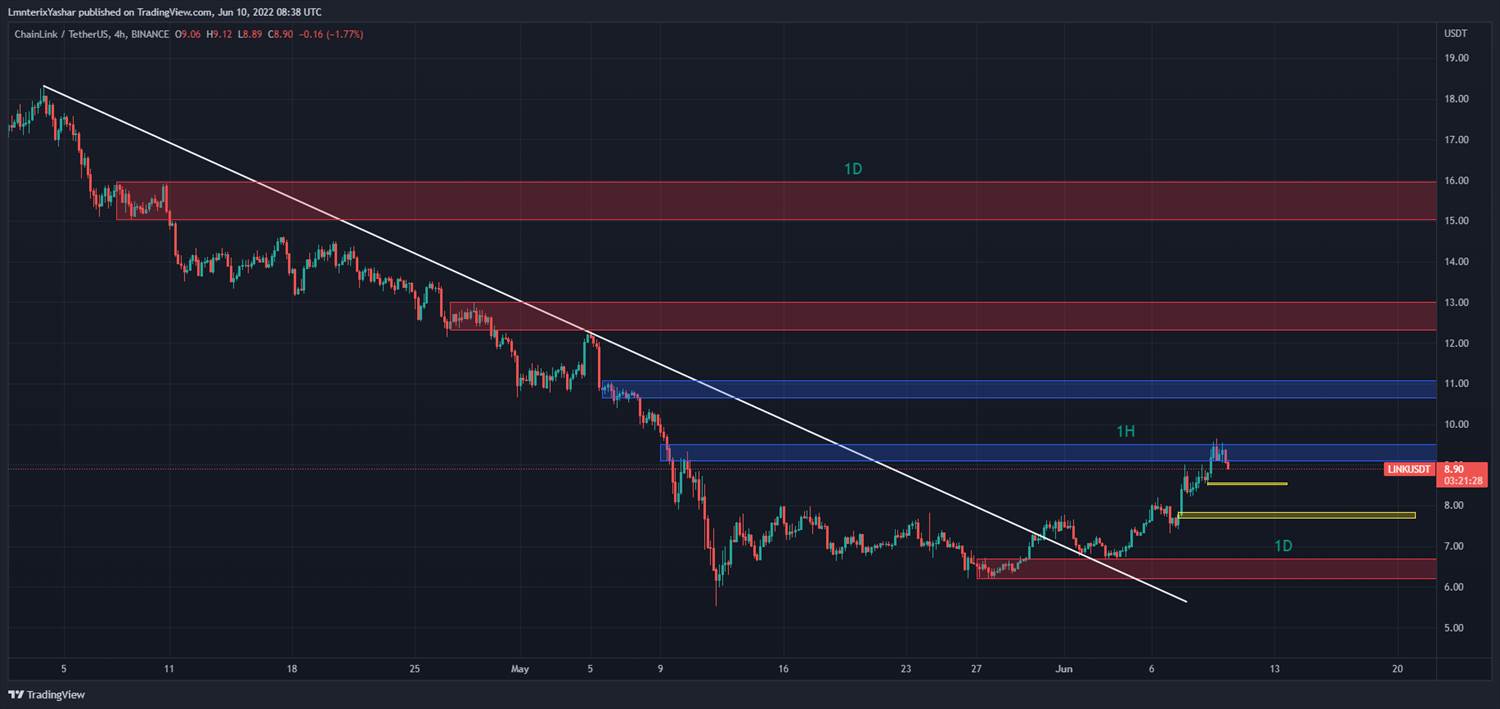 LmnterixYashar published on TradingView.com, Jun 10, 2022 08:38 UTC
ChainLink / TetherUS, 4h, BINANCE O9.06 H9.12 L8.89 C8.90 −0.16 (−1.77%)
USDT
19.00
18.00
17.00
1D
16.00
15.00
14.00
13.00
12.00
11.00
10.00
1H
LINKUSDT 8.90
03:21:28
8.00
7.00
1D
6.00
5.00
5 11 18 25 May 5 9 16 23 27 Jun 6 13 20
TradingView